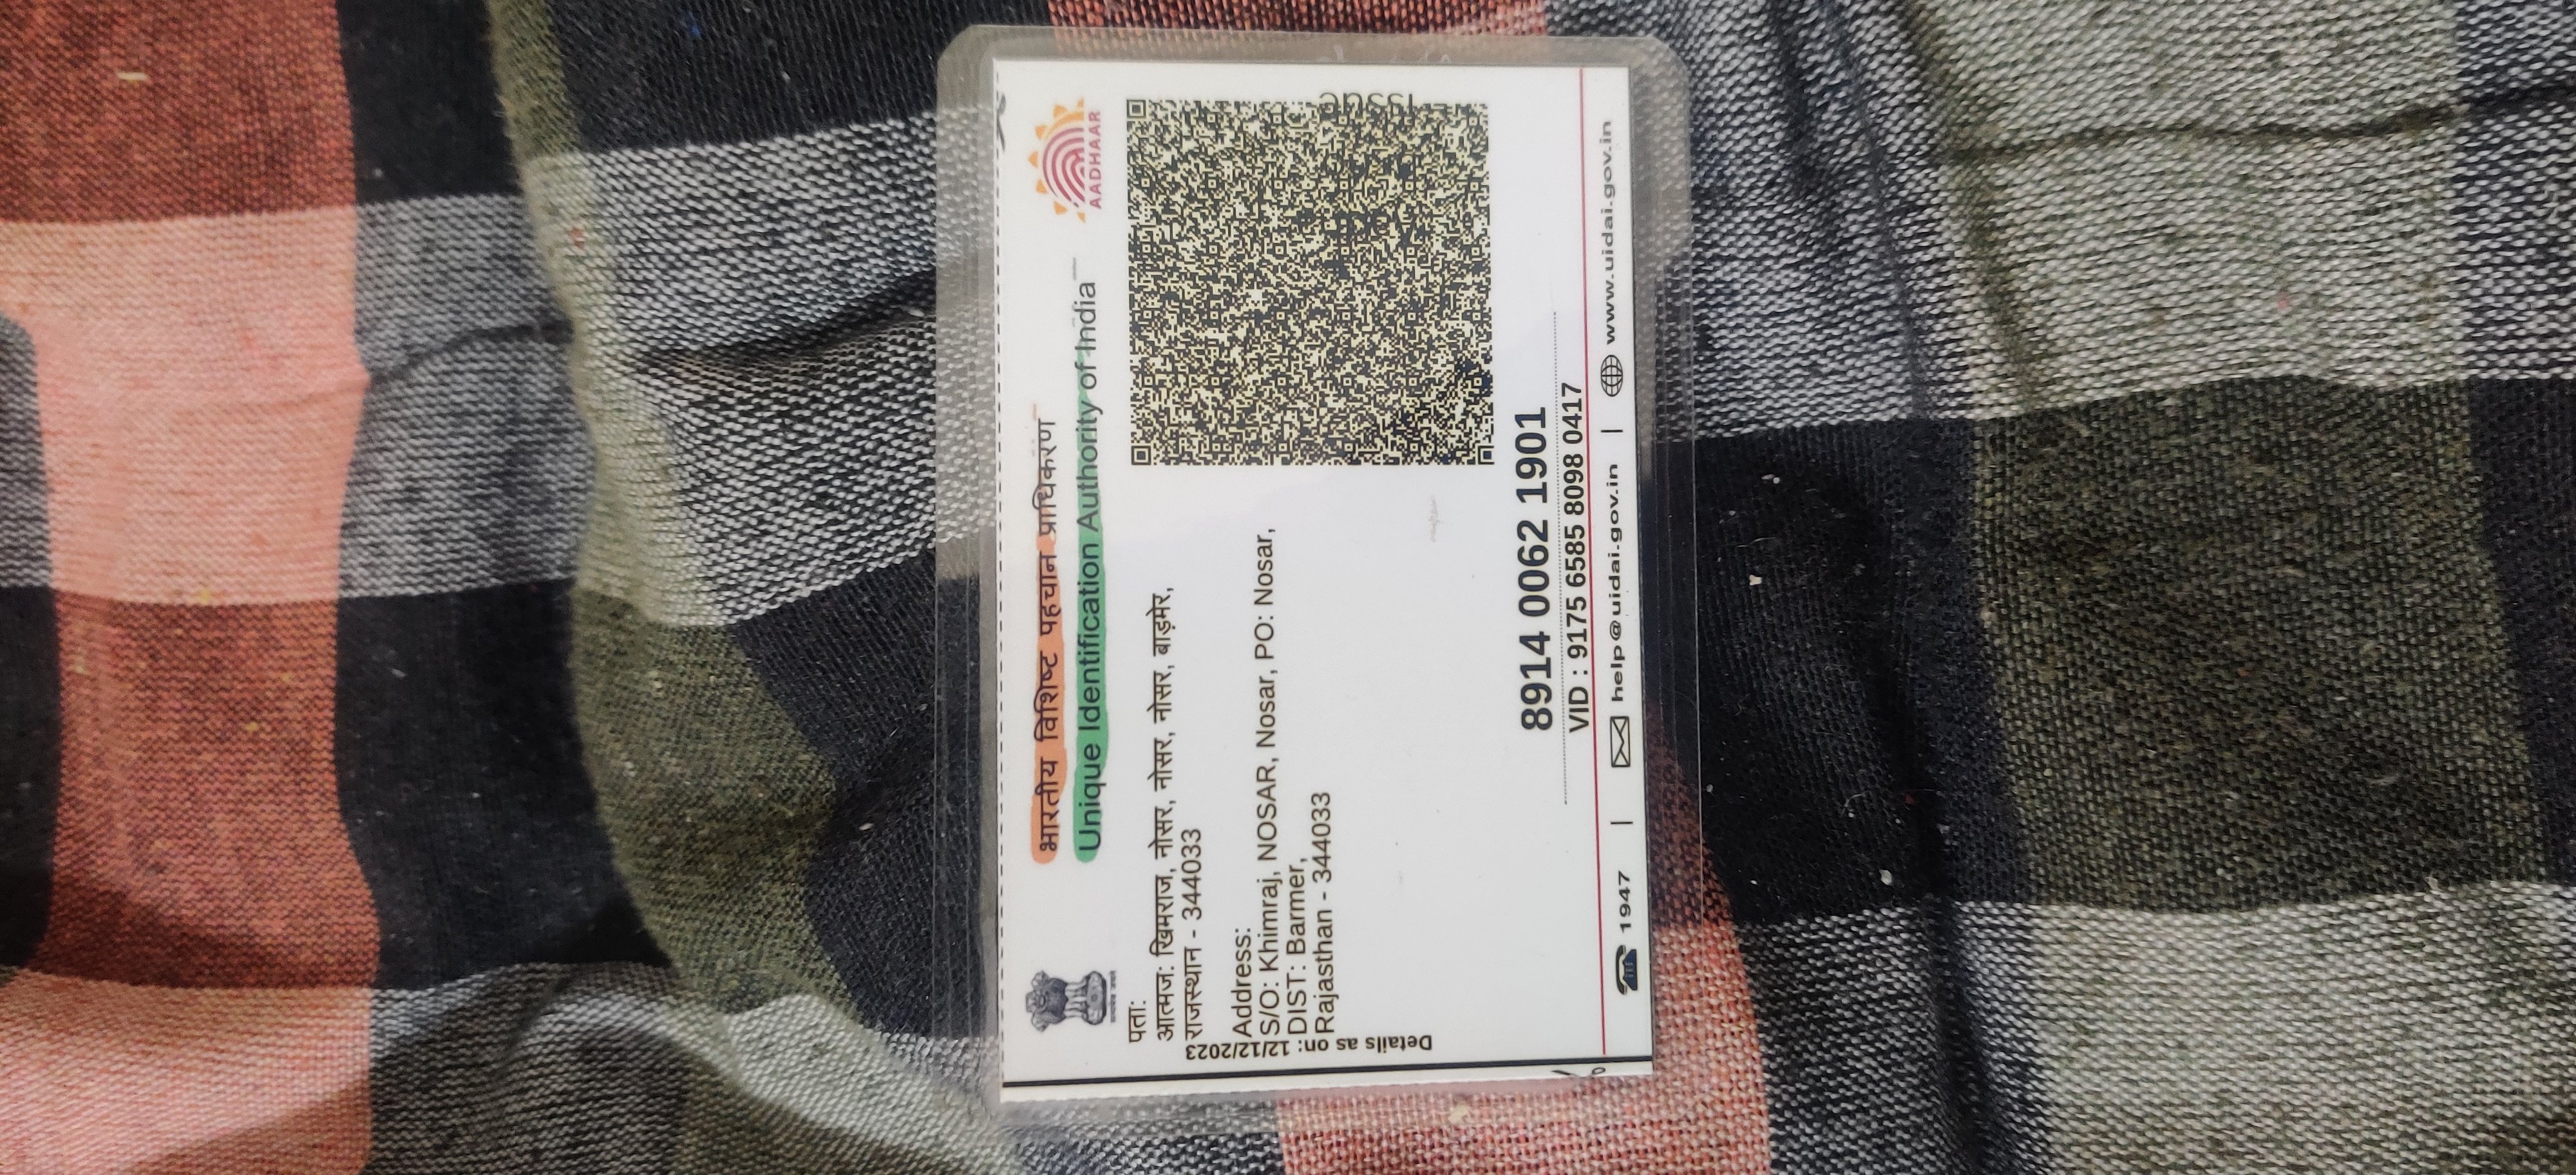 भारतीय विशिष्ट पहचान प्राधिकरण
Unique Identification Authority of India
AADHAAR
पता:
आत्मज: खिमराज, नोसर, नोसर, नोसर, बाड़मेर,
राजस्थान - 344033
Address:
S/O: Khimraj, NOSAR, Nosar, PO: Nosar,
DIST: Barmer,
Rajasthan - 344033
Details as on: 12/12/2023
8914 0062 1901
VID : 9175 6585 8098 0417
1947 | help@uidai.gov.in | www.uidai.gov.in